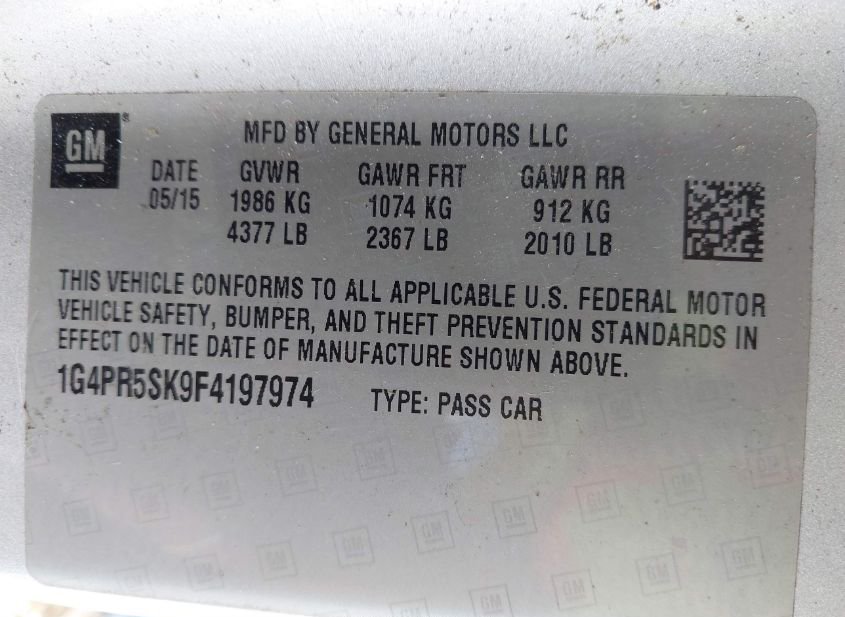 GM
MFD BY GENERAL MOTORS LLC
DATE GVWR GAWR FRT GAWR RR
05/15 1986 KG 1074 KG 912 KG
4377 LB 2367 LB 2010 LB
THIS VEHICLE CONFORMS TO ALL APPLICABLE U.S. FEDERAL MOTOR
VEHICLE SAFETY, BUMPER, AND THEFT PREVENTION STANDARDS IN
EFFECT ON THE DATE OF MANUFACTURE SHOWN ABOVE.
1G4PR5SK9F4197974 TYPE: PASS CAR